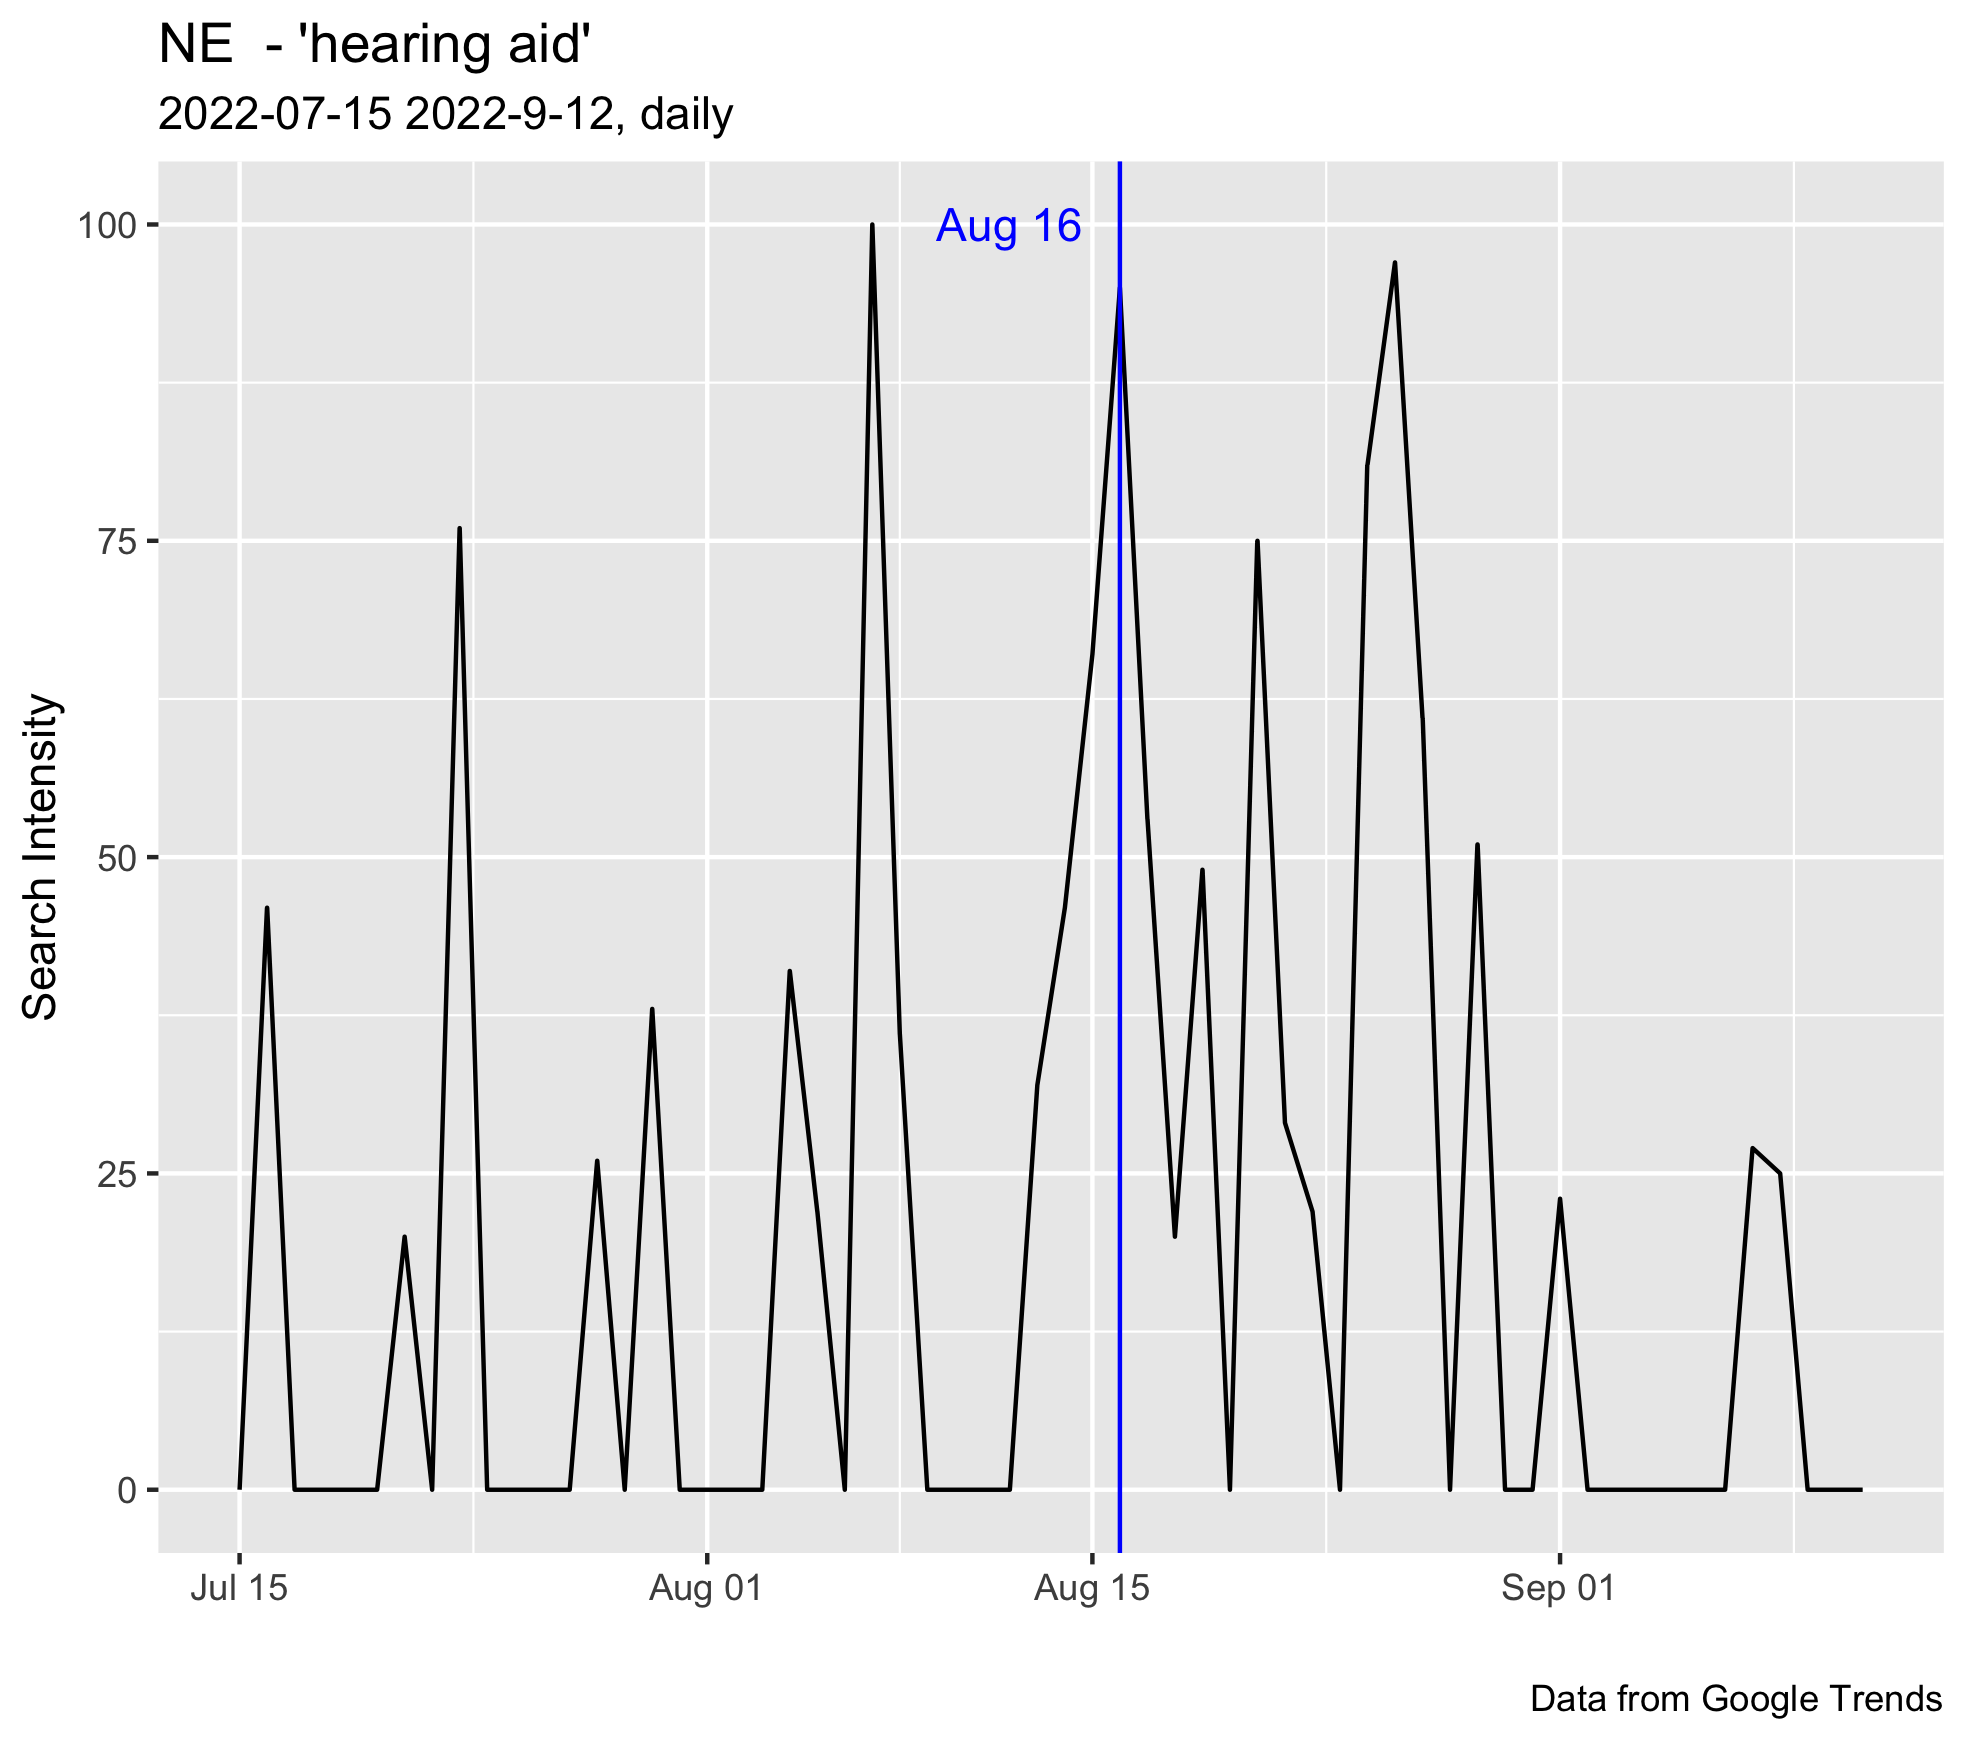 NE  - 'hearing aid'
2022-07-15 2022-9-12, daily
Aug 16
100
75
50
25
0
Search Intensity
Jul 15
Aug 01
Aug 15
Sep 01
Data from Google Trends